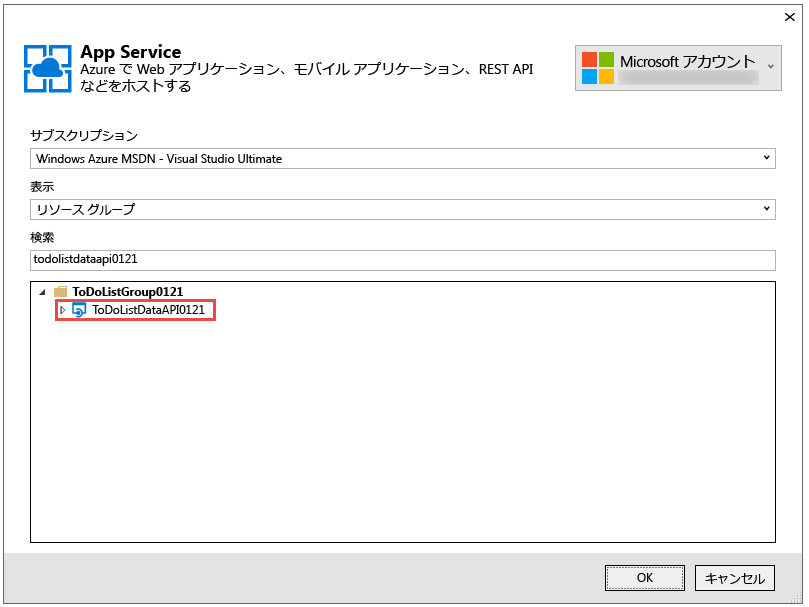 App Service
Azure で Web アプリケーション、モバイル アプリケーション、REST API
などをホストする
Microsoft アカウント
サブスクリプション
Windows Azure MSDN - Visual Studio Ultimate
表示
リソース グループ
検索
todolistdataapi0121
ToDoListGroup0121
ToDoListDataAPI0121
OK
キャンセル